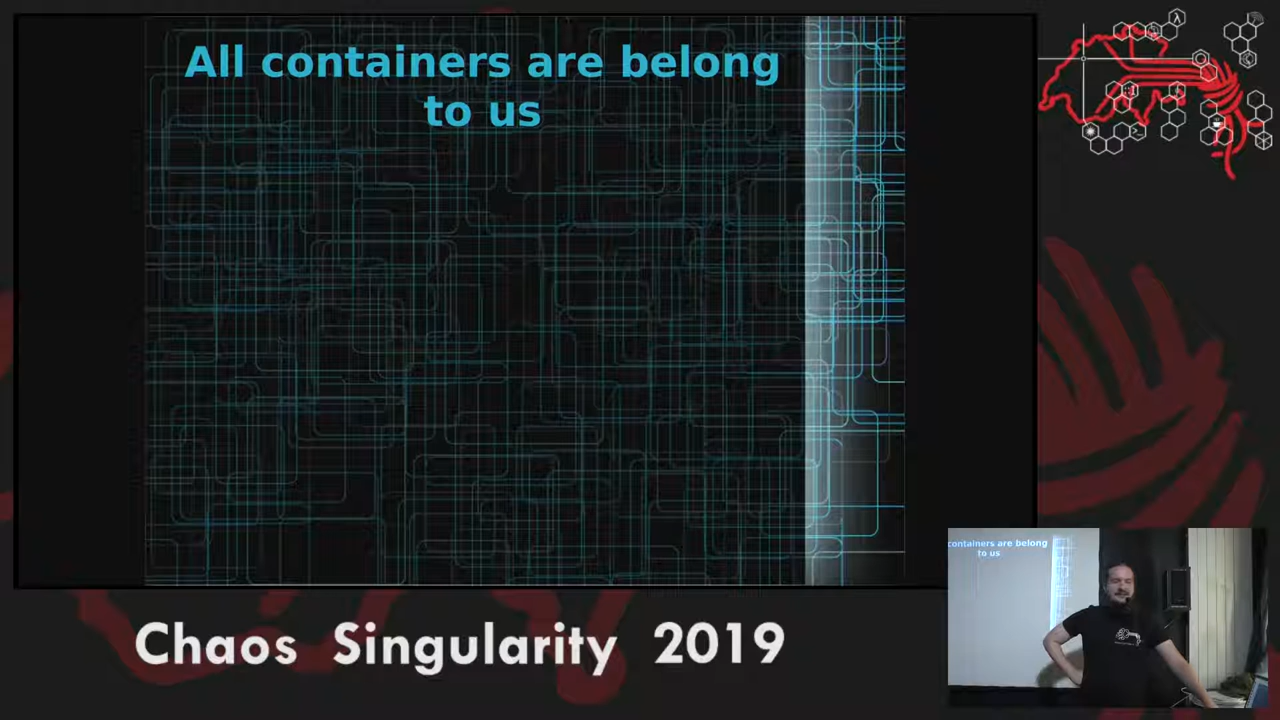 All containers are belong
to us
containers are belong
to us
Chaos Singularity 2019